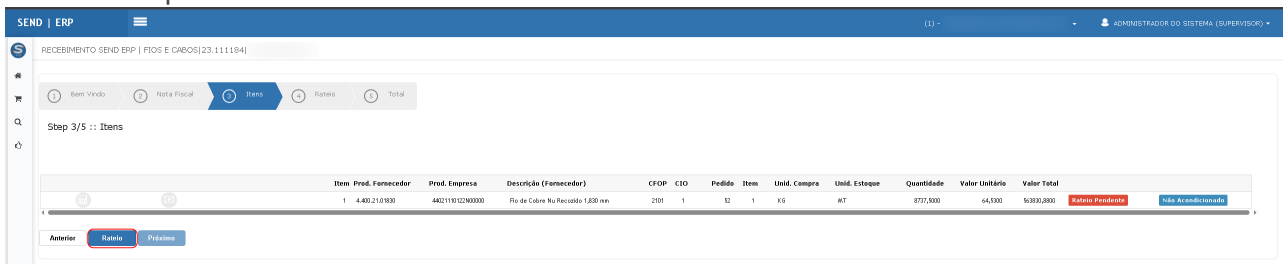 SEND | ERP
(1) -
ADMINISTRADOR DO SISTEMA (SUPERVISOR)
RECEBIMENTO SEND ERP | FIOS E CABOS|23.111184|
1 Bem Vindo 2 Nota Fiscal 3 Itens 4 Rateio 5 Total
Step 3/5 :: Itens
Item Prod. Fornecedor Prod. Empresa Descrição (Fornecedor) CFOP CIO Pedido Item Unid. Compra Unid. Estoque Quantidade Valor Unitário Valor Total
1 4.400.21.01830 44021110122N00000 Fio de Cobre Nu Recozido 1,830 mm 2101 1 52 1 KG MT 8737,5000 64,5300 563830,8800 Rateio Pendente Não Acondicionado
Anterior Rateio Próximo